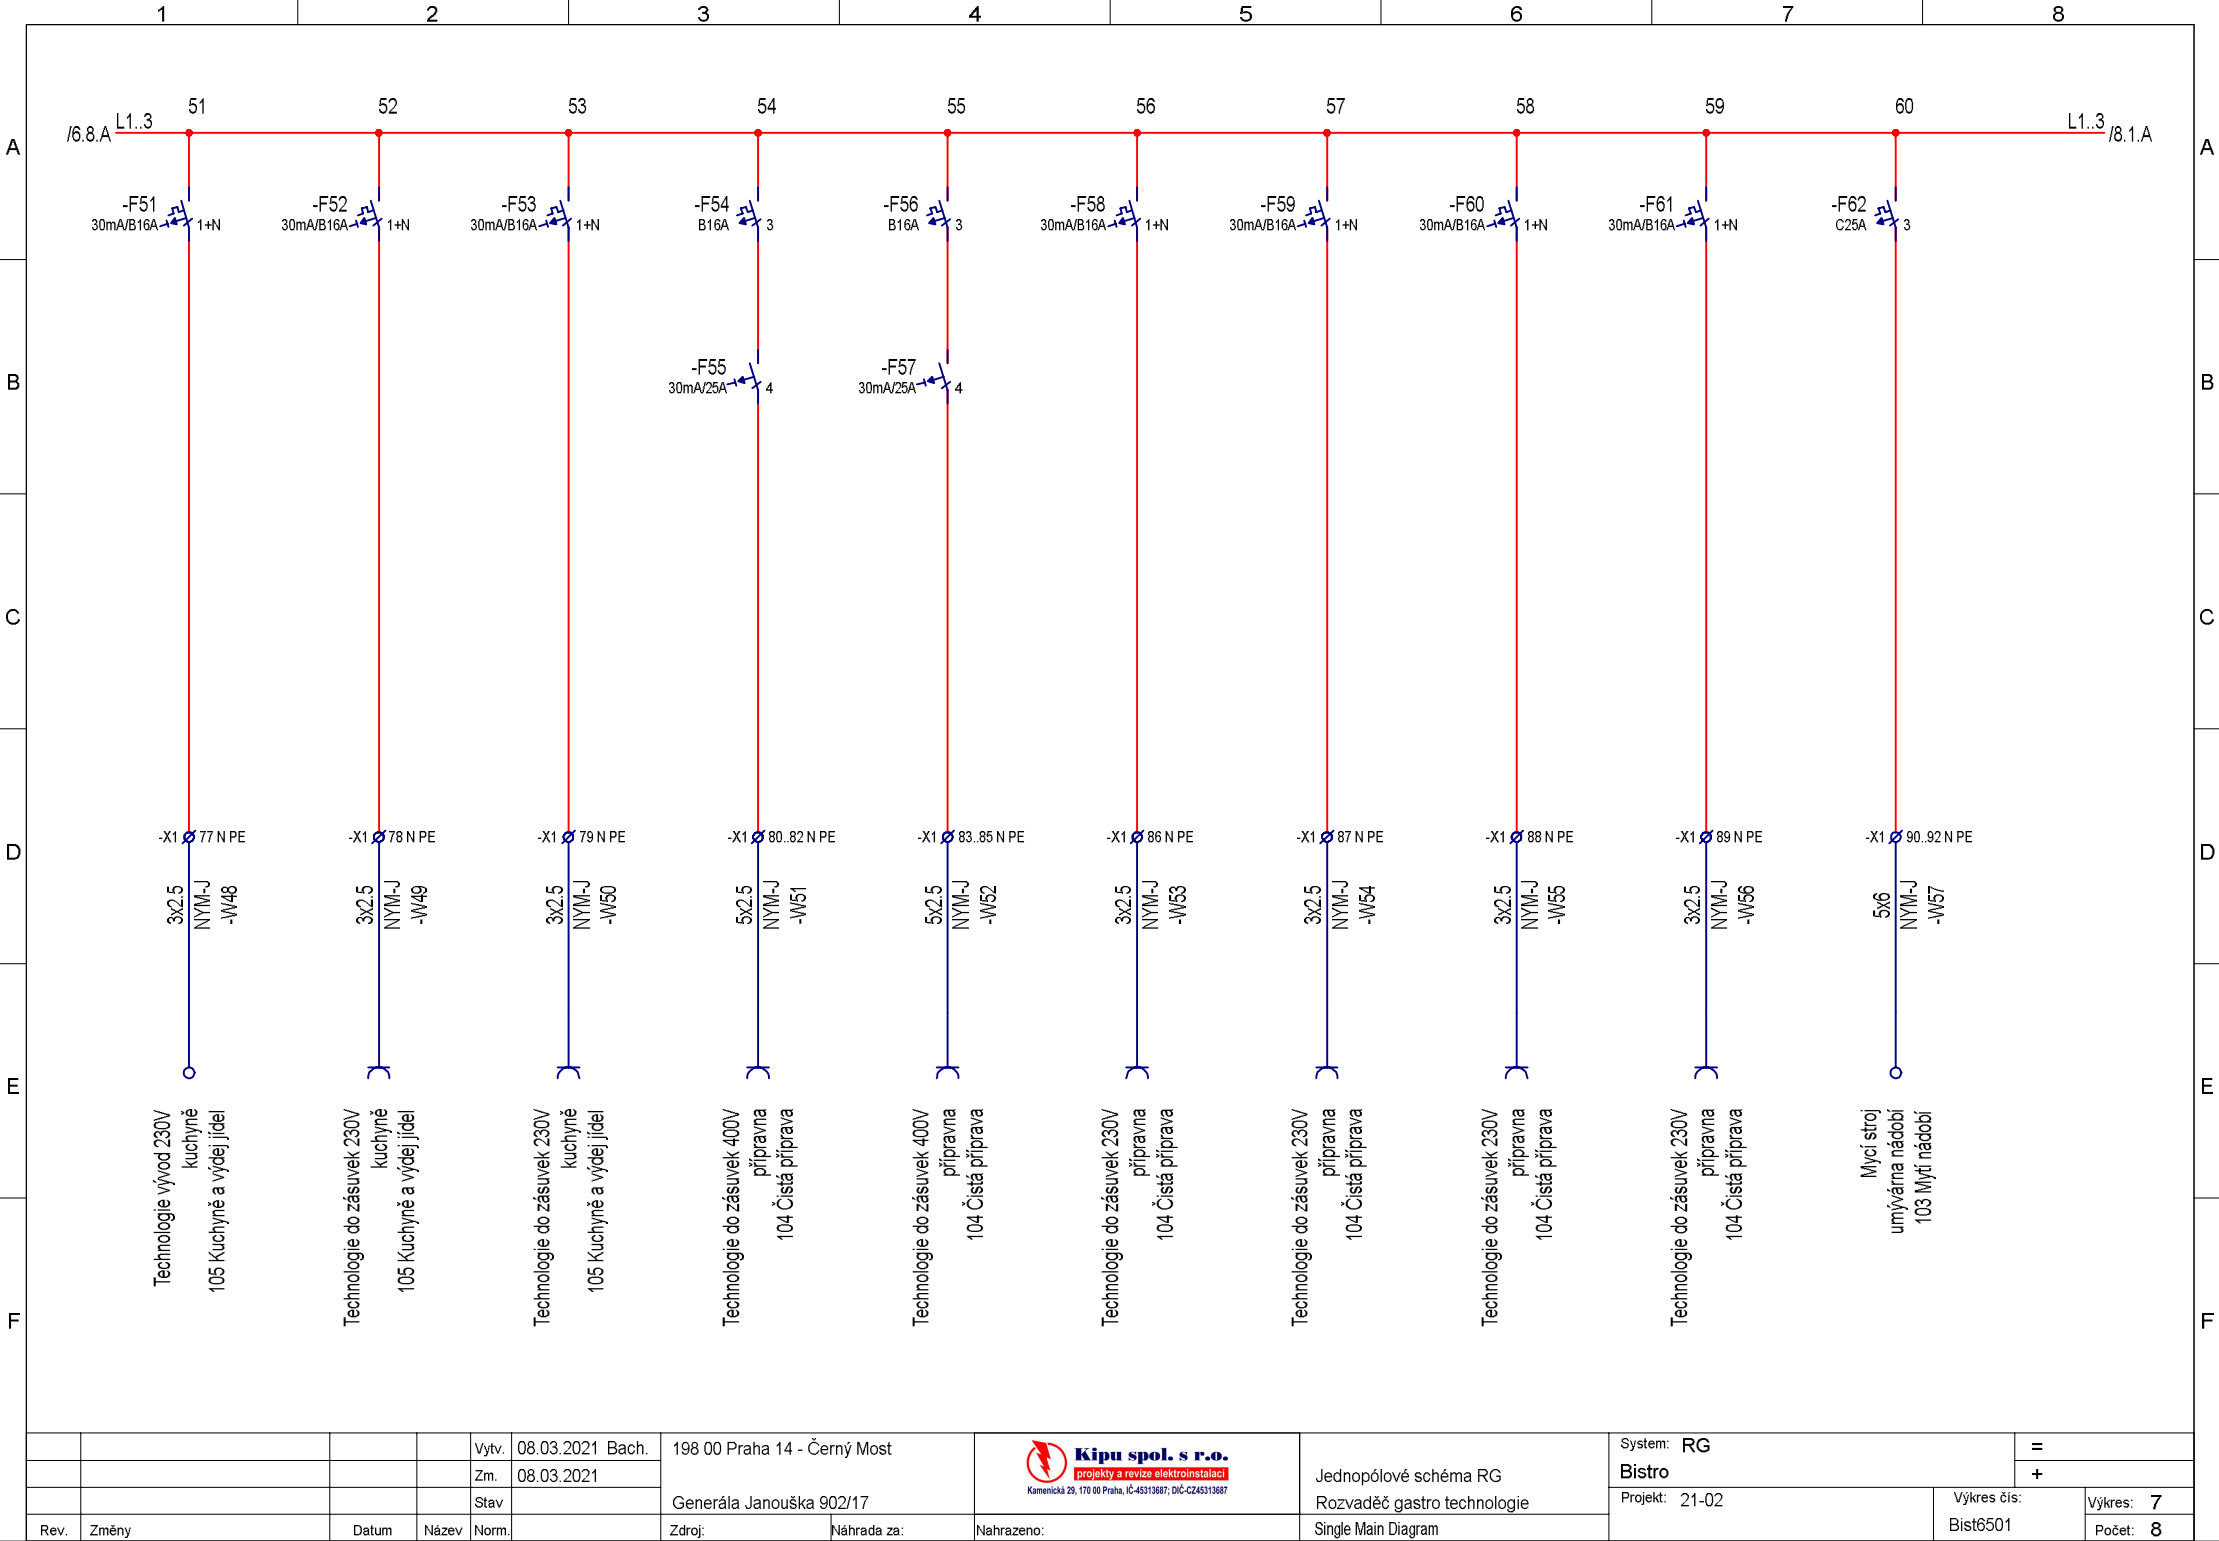 1 2 3 4 5 6 7 8
51 52 53 54 55 56 57 58 59 60
/6.8.A L1..3 L1..3 /8.1.A
A A
-F51 -F52 -F53 -F54 -F56 -F58 -F59 -F60 -F61 -F62
30mA/B16A 1+N 30mA/B16A 1+N 30mA/B16A 1+N B16A 3 B16A 3 30mA/B16A 1+N 30mA/B16A 1+N 30mA/B16A 1+N 30mA/B16A 1+N C25A 3
-F55 -F57
B B
30mA/25A 4 30mA/25A 4
C C
-X1 77 N PE -X1 78 N PE -X1 79 N PE -X1 80..82 N PE -X1 83..85 N PE -X1 86 N PE -X1 87 N PE -X1 88 N PE -X1 89 N PE -X1 90..92 N PE
D D
3x2.5
NYM-J
-W48
3x2.5
NYM-J
-W49
3x2.5
NYM-J
-W50
5x2.5
NYM-J
-W51
5x2.5
NYM-J
-W52
3x2.5
NYM-J
-W53
3x2.5
NYM-J
-W54
3x2.5
NYM-J
-W55
3x2.5
NYM-J
-W56
5x6
NYM-J
-W57
E E
Technologie vývod 230V
kuchyně
105 Kuchyně a výdej jídel
Technologie do zásuvek 230V
kuchyně
105 Kuchyně a výdej jídel
Technologie do zásuvek 230V
kuchyně
105 Kuchyně a výdej jídel
Technologie do zásuvek 400V
přípravna
104 Čistá příprava
Technologie do zásuvek 400V
přípravna
104 Čistá příprava
Technologie do zásuvek 230V
přípravna
104 Čistá příprava
Technologie do zásuvek 230V
přípravna
104 Čistá příprava
Technologie do zásuvek 230V
přípravna
104 Čistá příprava
Technologie do zásuvek 230V
přípravna
104 Čistá příprava
Mycí stroj
umývárna nádobí
103 Mytí nádobí
F F
Vytv. 08.03.2021 Bach.
Zm. 08.03.2021
Stav
Rev. Změny Datum Název Norm.
198 00 Praha 14 - Černý Most
Generála Janouška 902/17
Zdroj: Náhrada za: Nahrazeno:
Kipu spol. s r.o.
projekty a revize elektroinstalací
Kamenická 29, 170 00 Praha, IČ-45313687; DIČ-CZ45313687
Jednopólové schéma RG
Rozvaděč gastro technologie
Single Main Diagram
System: RG =
Bistro +
Projekt: 21-02
Výkres čís:
Bist6501
Výkres: 7
Počet: 8